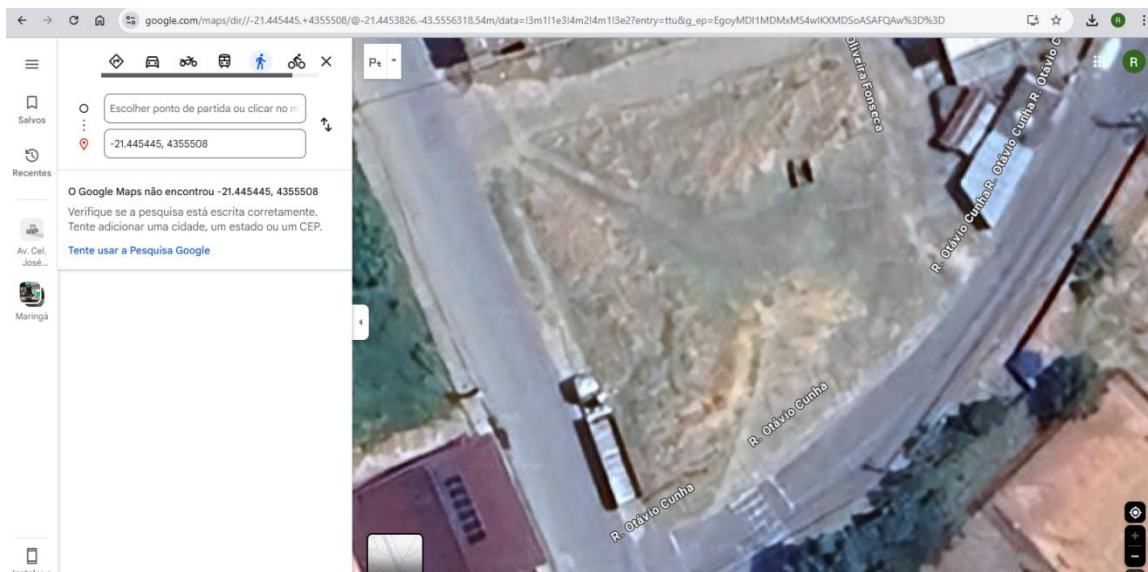 google.com/maps/dir//-21.445445,+4355508/@-21.4453826,-43.5556318,54m/data=!3m1!1e3!4m2!4m1!3e2?entry=ttu&g_ep=EgoyMDI1MDMxMS4wIKXMDSoASAFQAw%3D%3D
R
Salvos
Recentes
Av. Cel.
José...
Maringá
Escolher ponto de partida ou clicar no m
-21.445445, 4355508
O Google Maps não encontrou -21.445445, 4355508
Verifique se a pesquisa está escrita corretamente.
Tente adicionar uma cidade, um estado ou um CEP.
Tente usar a Pesquisa Google
R
Oliveira Fonseca
R. Otávio Cunha
R. Otávio Cunha
R. Otávio C
R. Otávio Cunha
R. Otávio Cunha